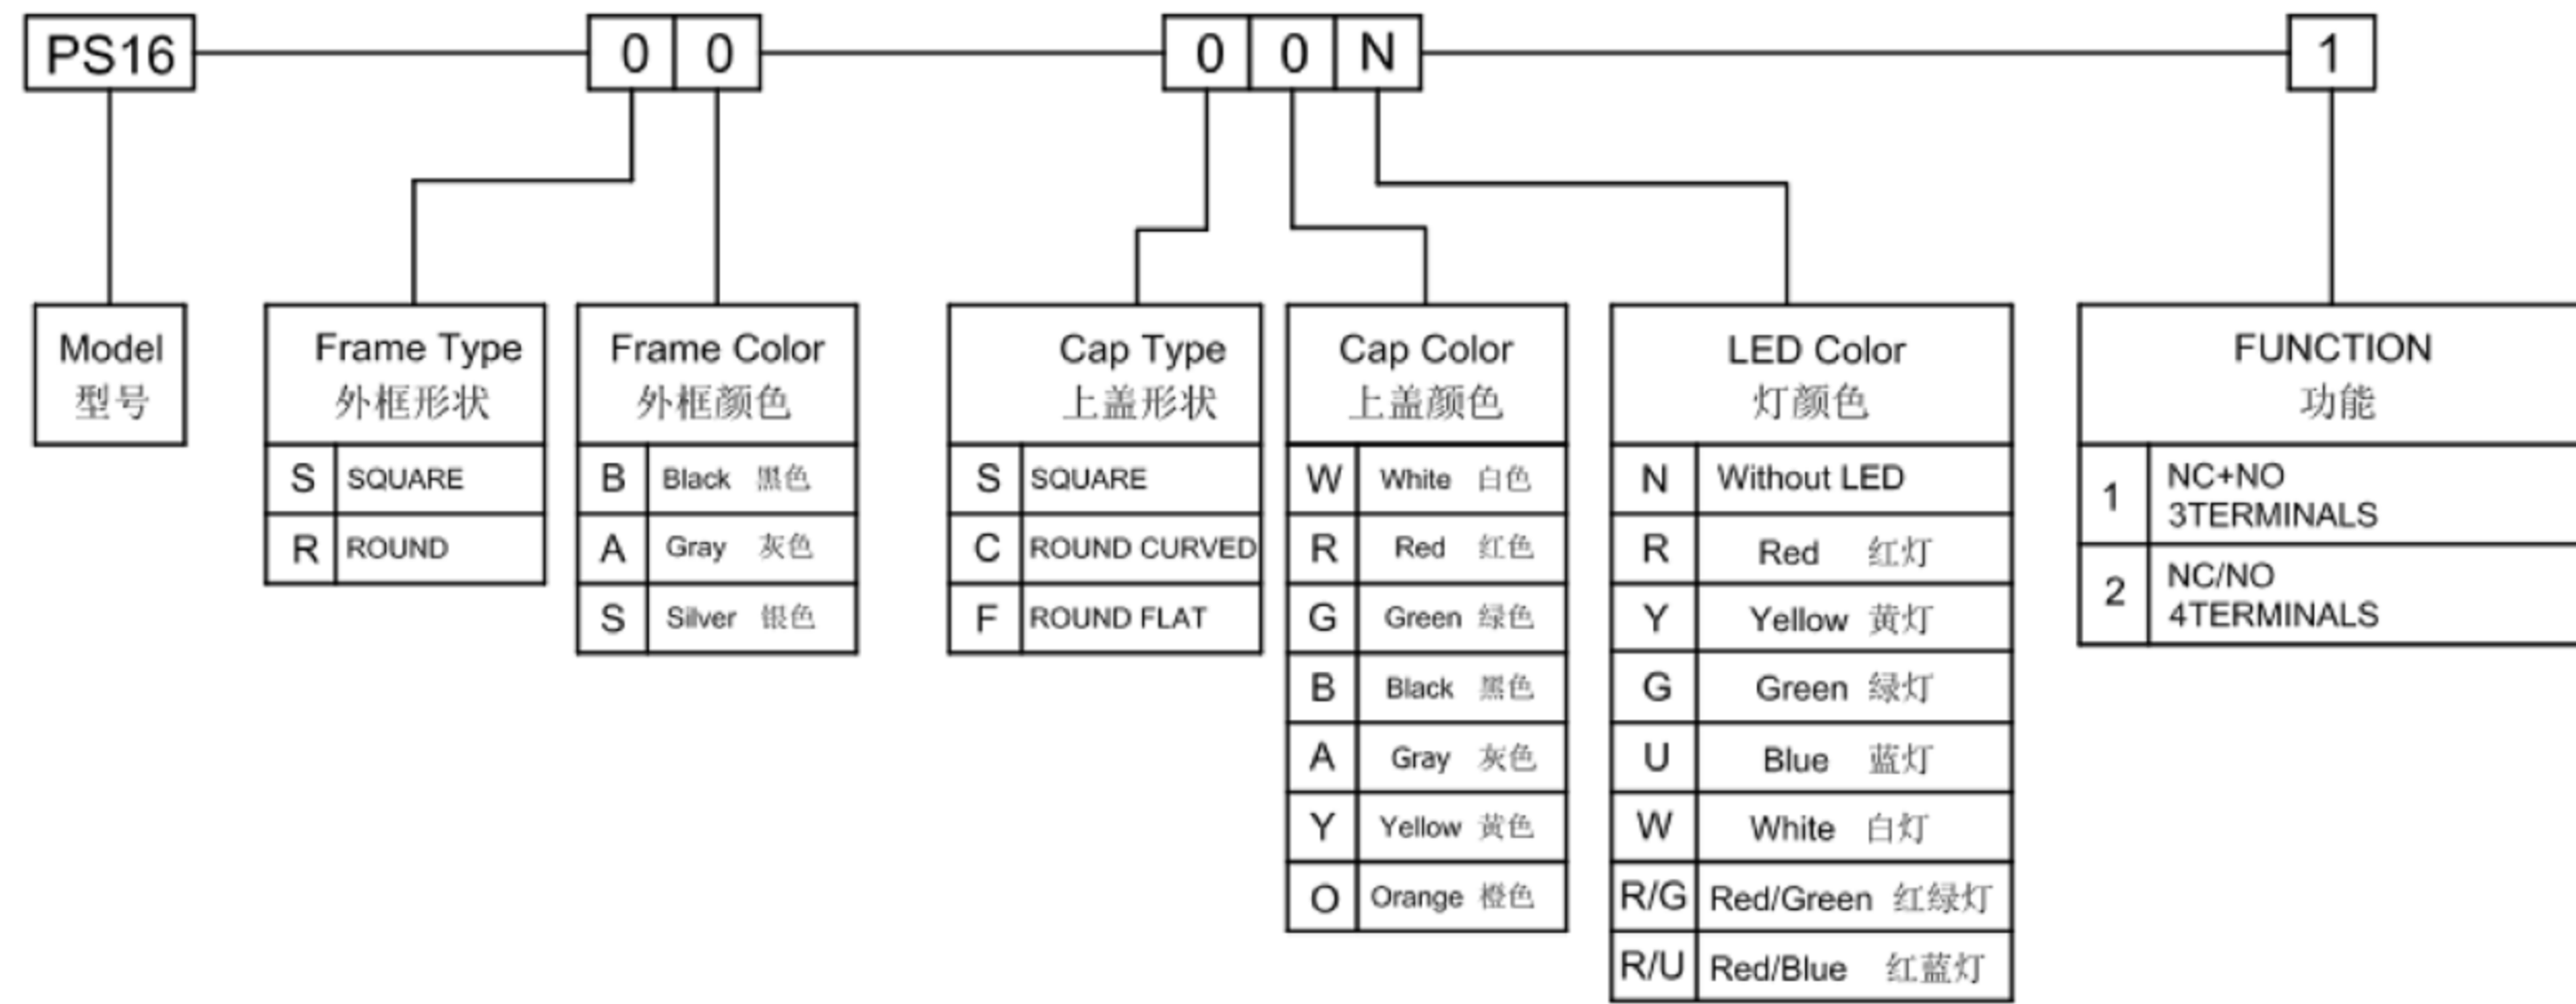 PS16 0 0 0 0 N 1
Model
型号
Frame Type
外框形状
S SQUARE
R ROUND
Frame Color
外框颜色
B Black 黑色
A Gray 灰色
S Silver 银色
Cap Type
上盖形状
S SQUARE
C ROUND CURVED
F ROUND FLAT
Cap Color
上盖颜色
W White 白色
R Red 红色
G Green 绿色
B Black 黑色
A Gray 灰色
Y Yellow 黄色
O Orange 橙色
LED Color
灯颜色
N Without LED
R Red 红灯
Y Yellow 黄灯
G Green 绿灯
U Blue 蓝灯
W White 白灯
R/G Red/Green 红绿灯
R/U Red/Blue 红蓝灯
FUNCTION
功能
1 NC+NO
3TERMINALS
2 NC/NO
4TERMINALS